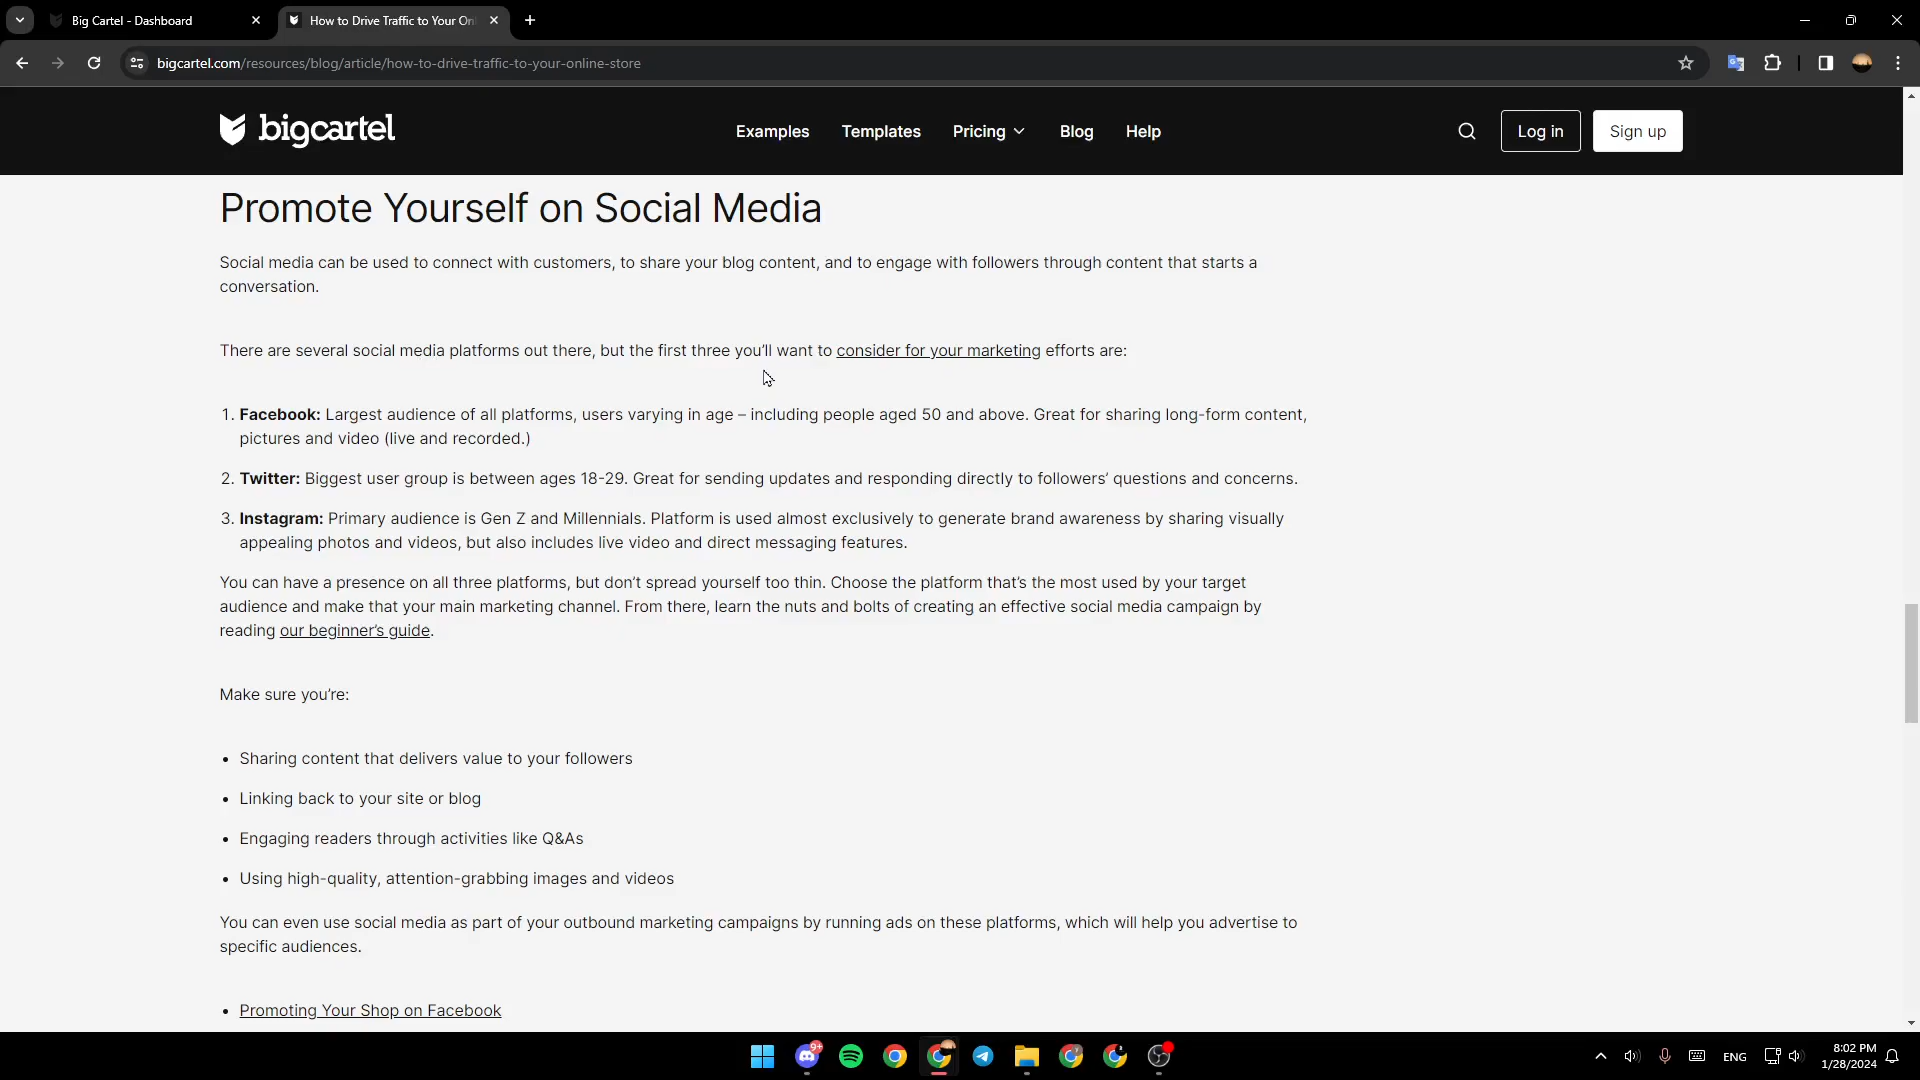 Big Cartel - Dashboard
How to Drive Traffic to Your On
bigcartel.com/resources/blog/article/how-to-drive-traffic-to-your-online-store
bigcartel
Examples
Templates
Pricing
Blog
Help
Log in
Sign up
Promote Yourself on Social Media
Social media can be used to connect with customers, to share your blog content, and to engage with followers through content that starts a
conversation.
There are several social media platforms out there, but the first three you’ll want to consider for your marketing efforts are:
1. Facebook: Largest audience of all platforms, users varying in age – including people aged 50 and above. Great for sharing long-form content,
pictures and video (live and recorded.)
2. Twitter: Biggest user group is between ages 18-29. Great for sending updates and responding directly to followers’ questions and concerns.
3. Instagram: Primary audience is Gen Z and Millennials. Platform is used almost exclusively to generate brand awareness by sharing visually
appealing photos and videos, but also includes live video and direct messaging features.
You can have a presence on all three platforms, but don’t spread yourself too thin. Choose the platform that’s the most used by your target
audience and make that your main marketing channel. From there, learn the nuts and bolts of creating an effective social media campaign by
reading our beginner’s guide.
Make sure you’re:
• Sharing content that delivers value to your followers
• Linking back to your site or blog
• Engaging readers through activities like Q&As
• Using high-quality, attention-grabbing images and videos
You can even use social media as part of your outbound marketing campaigns by running ads on these platforms, which will help you advertise to
specific audiences.
• Promoting Your Shop on Facebook
9+
ENG
8:02 PM
1/28/2024